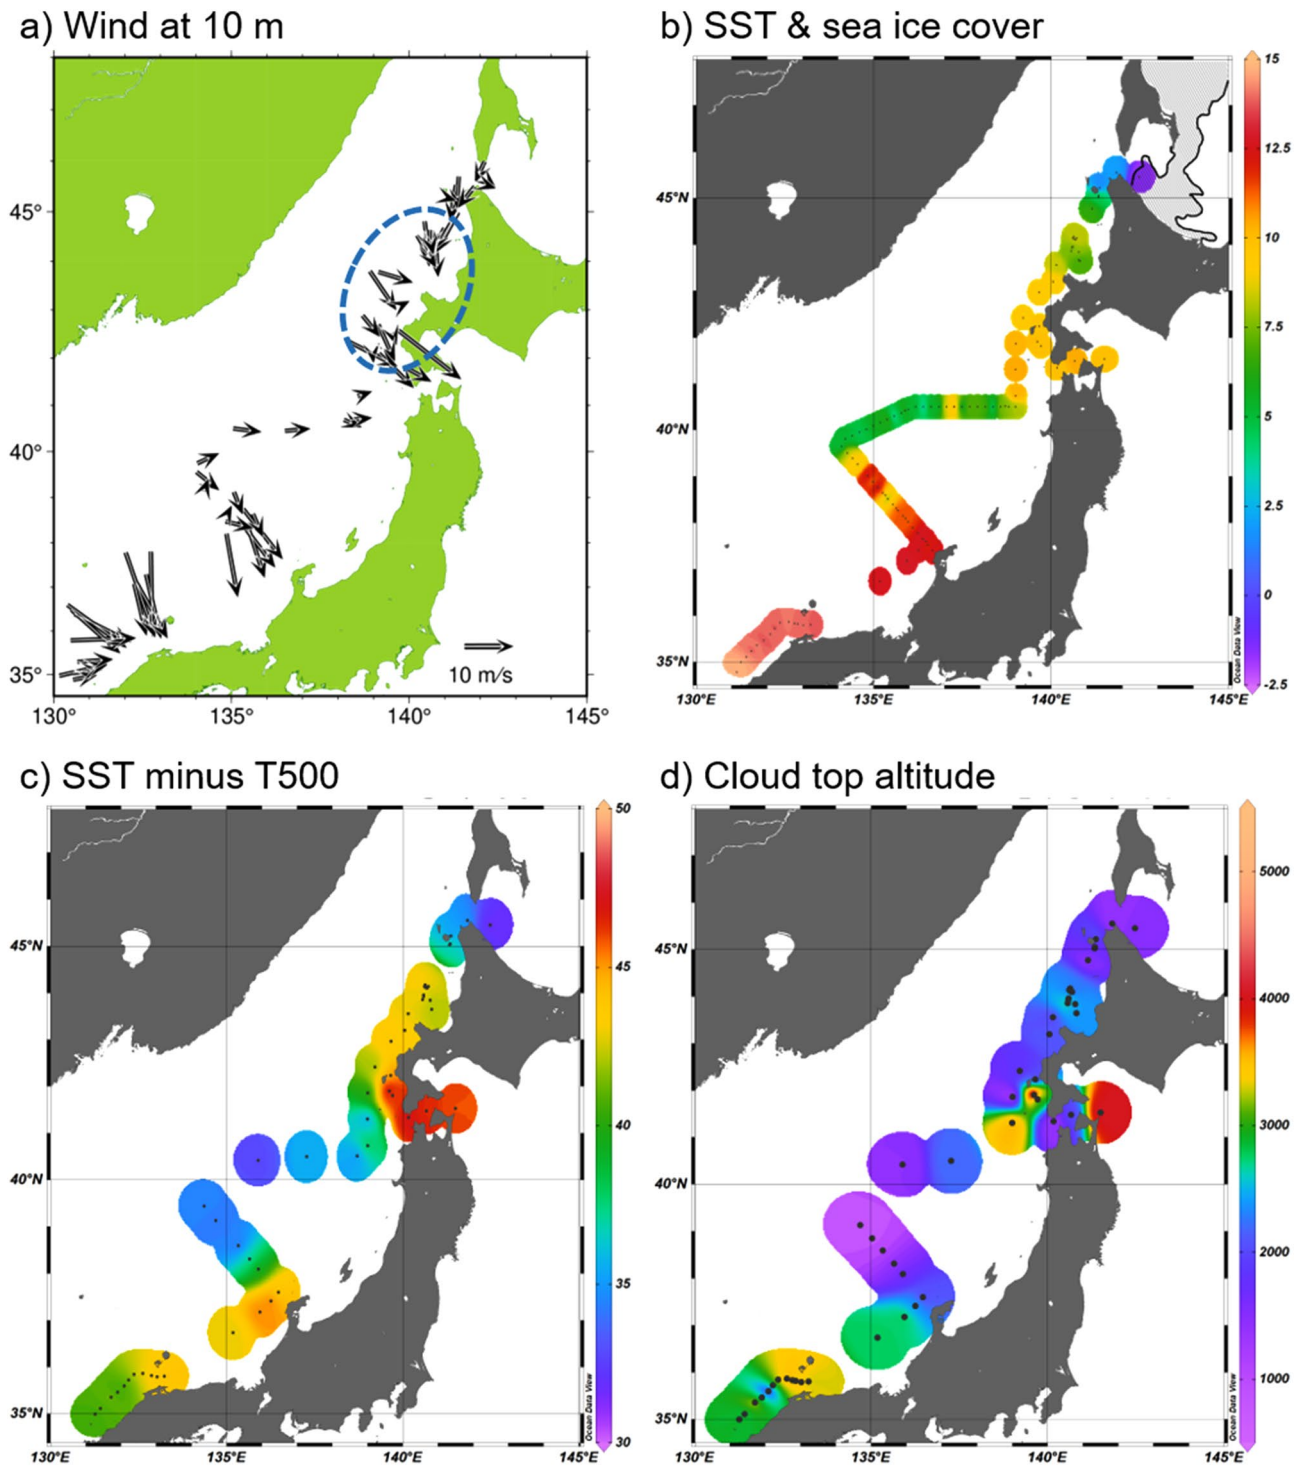 a) Wind at 10 m
45°
40°
35°
10 m/s
130° 135° 140° 145°
b) SST & sea ice cover
15
12.5
10
7.5
5
2.5
0
-2.5
45°N
40°N
35°N
Ocean Data View
130°E 135°E 140°E 145°E
c) SST minus T500
50
45
40
35
30
45°N
40°N
35°N
Ocean Data View
130°E 135°E 140°E 145°E
d) Cloud top altitude
5000
4000
3000
2000
1000
45°N
40°N
35°N
Ocean Data View
130°E 135°E 140°E 145°E